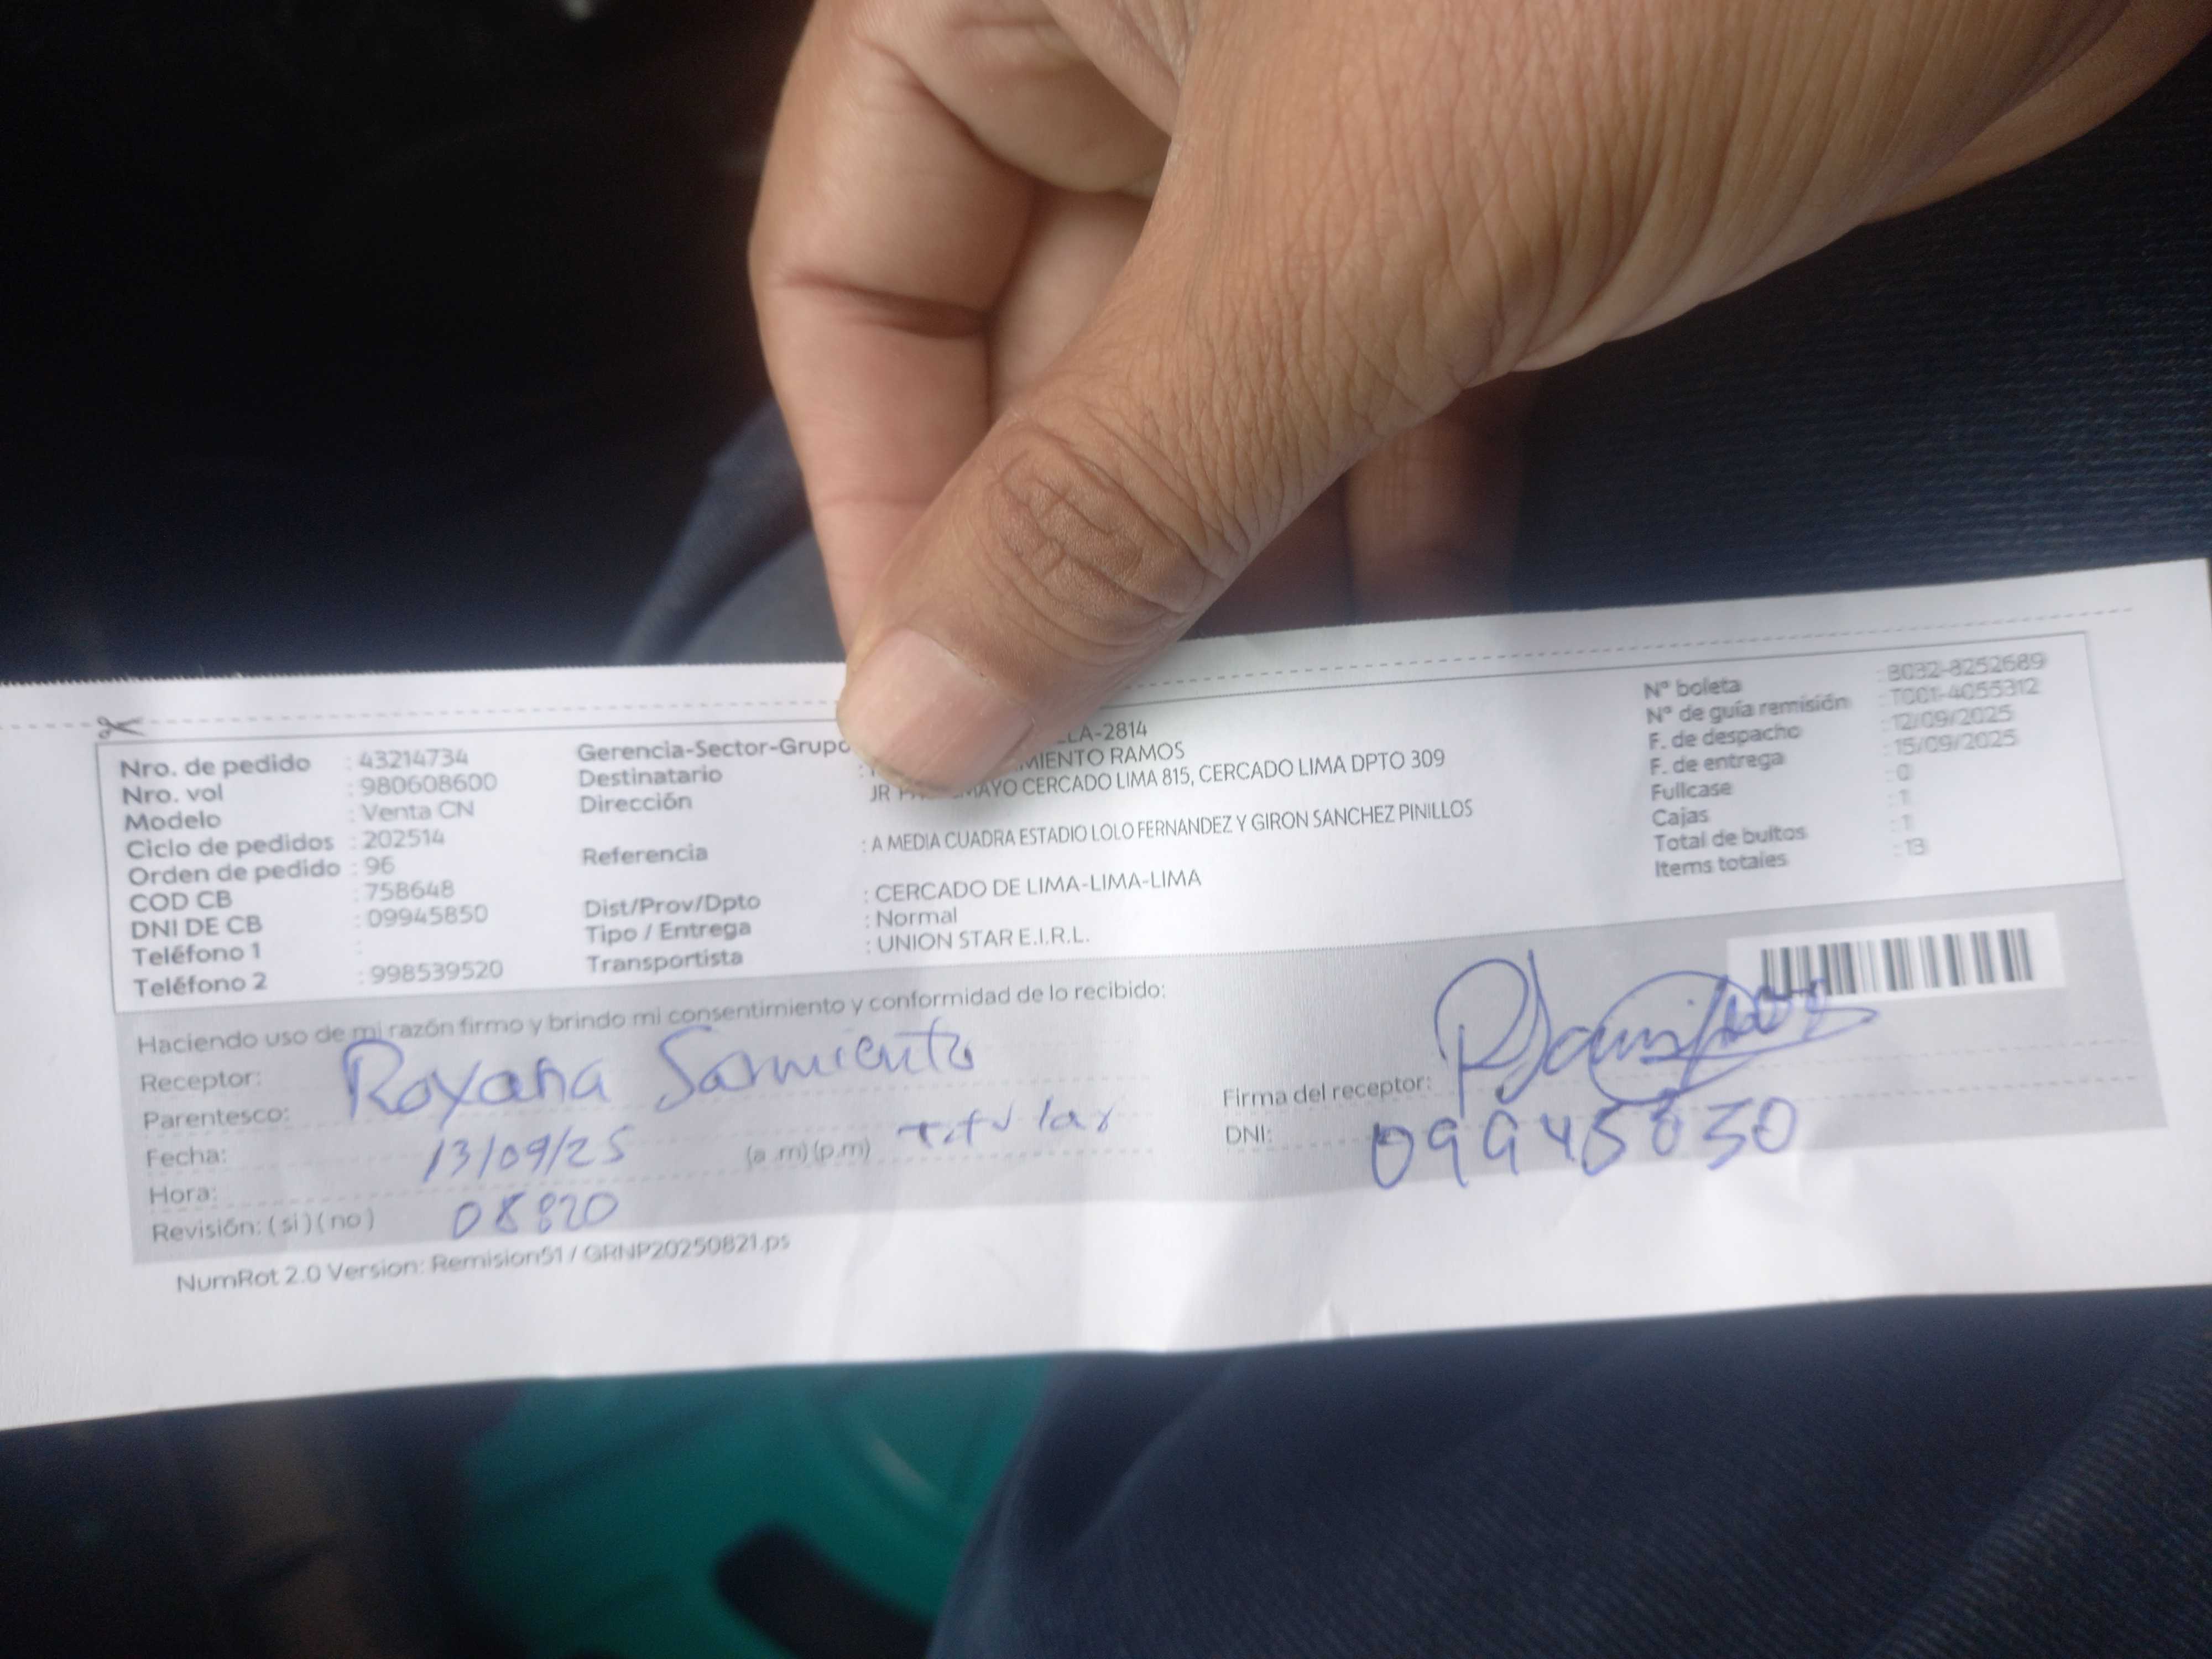 Nro. de pedido : 43214734
Nro. vol : 980608600
Modelo : Venta CN
Ciclo de pedidos : 202514
Orden de pedido : 96
COD CB : 758648
DNI DE CB : 09945850
Teléfono 1 :
Teléfono 2 : 998539520
Gerencia-Sector-Grupo LA-2814
Destinatario : MIENTO RAMOS
Dirección JR MAYO CERCADO LIMA 815, CERCADO LIMA DPTO 309
Referencia : A MEDIA CUADRA ESTADIO LOLO FERNANDEZ Y GIRON SANCHEZ PINILLOS
Dist/Prov/Dpto : CERCADO DE LIMA-LIMA-LIMA
Tipo / Entrega : Normal
Transportista : UNION STAR E.I.R.L.
N° boleta : B032-8252689
N° de guía remisión : T001-4055312
F. de despacho : 12/09/2025
F. de entrega : 15/09/2025
Fullcase : 0
Cajas : 1
Total de bultos : 1
Items totales : 13
Haciendo uso de mi razón firmo y brindo mi consentimiento y conformidad de lo recibido:
Receptor: Roxana Sarmiento
Parentesco: Titular
Fecha: 13/09/25 (a.m) (p.m)
Hora: 08820
Revisión: ( si ) ( no )
Firma del receptor:
DNI:
NumRot 2.0 Version: Remision51 / GRNP20250821.ps